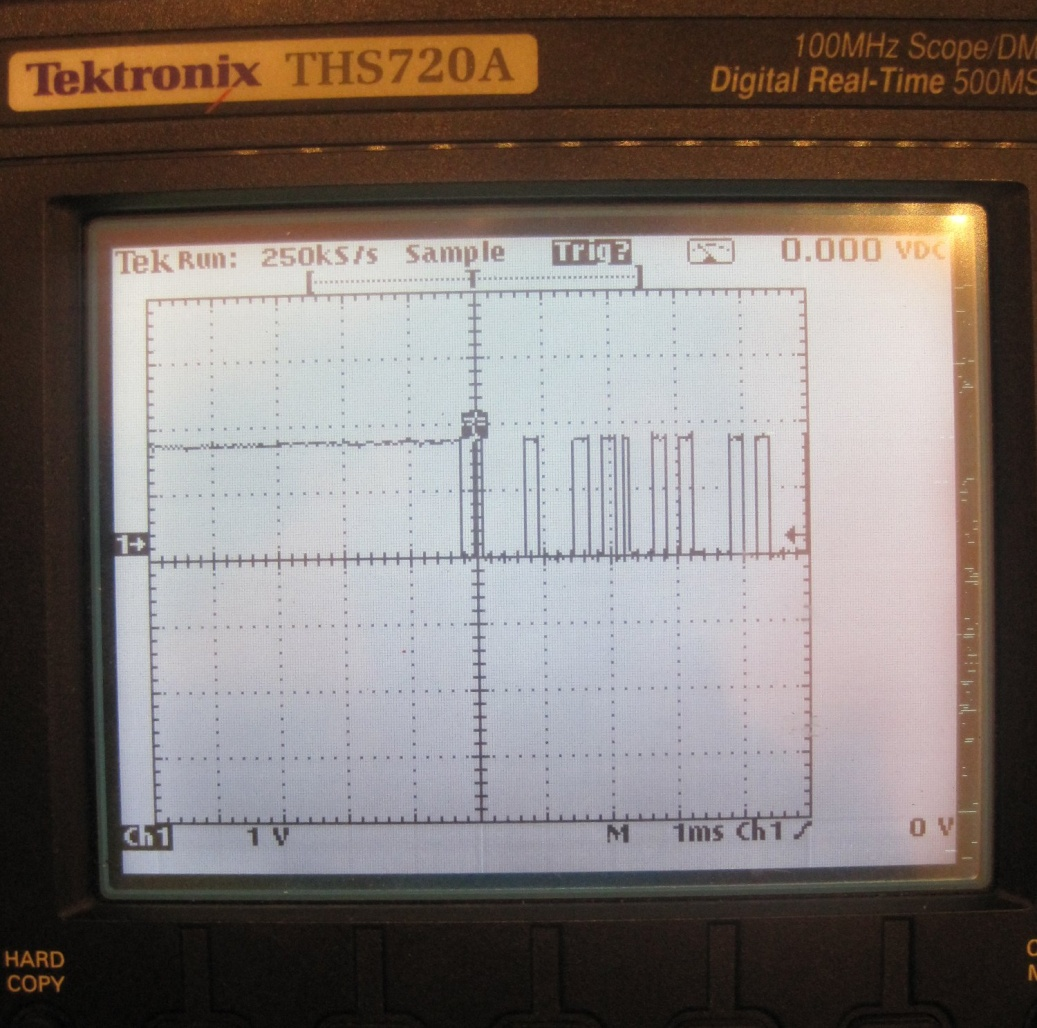 Tektronix THS720A
100MHz Scope/DM
Digital Real-Time 500MS
Tek Run: 250kS/s Sample Trig? 0.000 VDC
T
1→
Ch1 1 V M 1ms Ch1 0 V
HARD
COPY